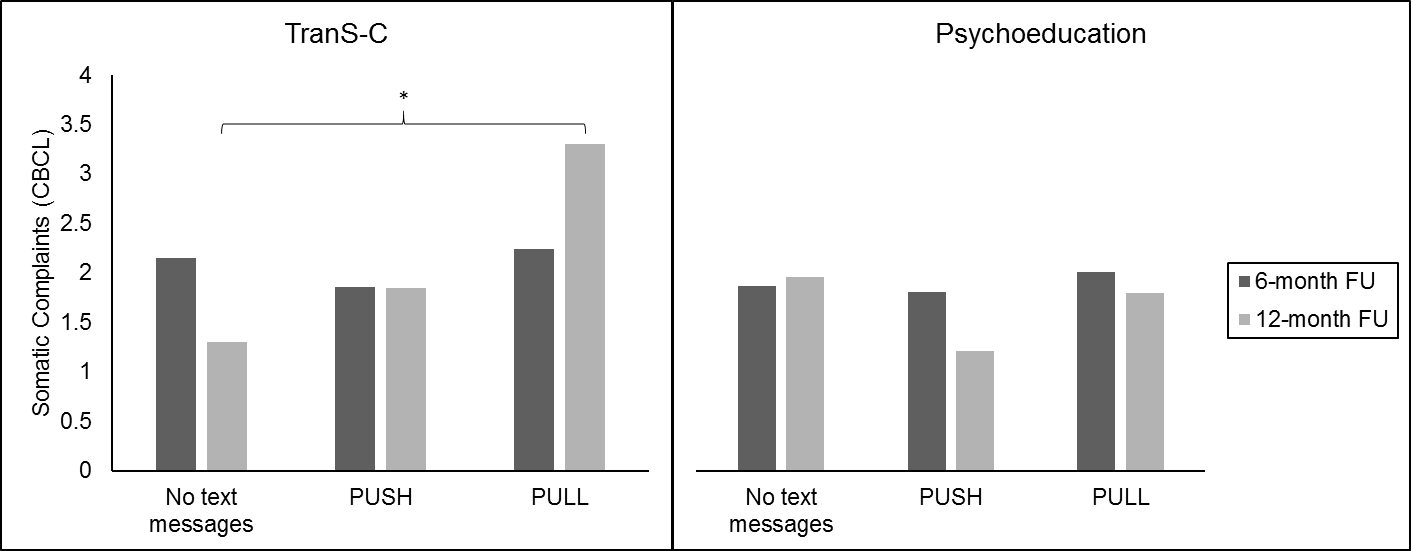 TranS-C
Psychoeducation
Somatic Complaints (CBCL)
4
3.5
3
2.5
2
1.5
1
0.5
0
*
No text
messages
PUSH
PULL
No text
messages
PUSH
PULL
6-month FU
12-month FU